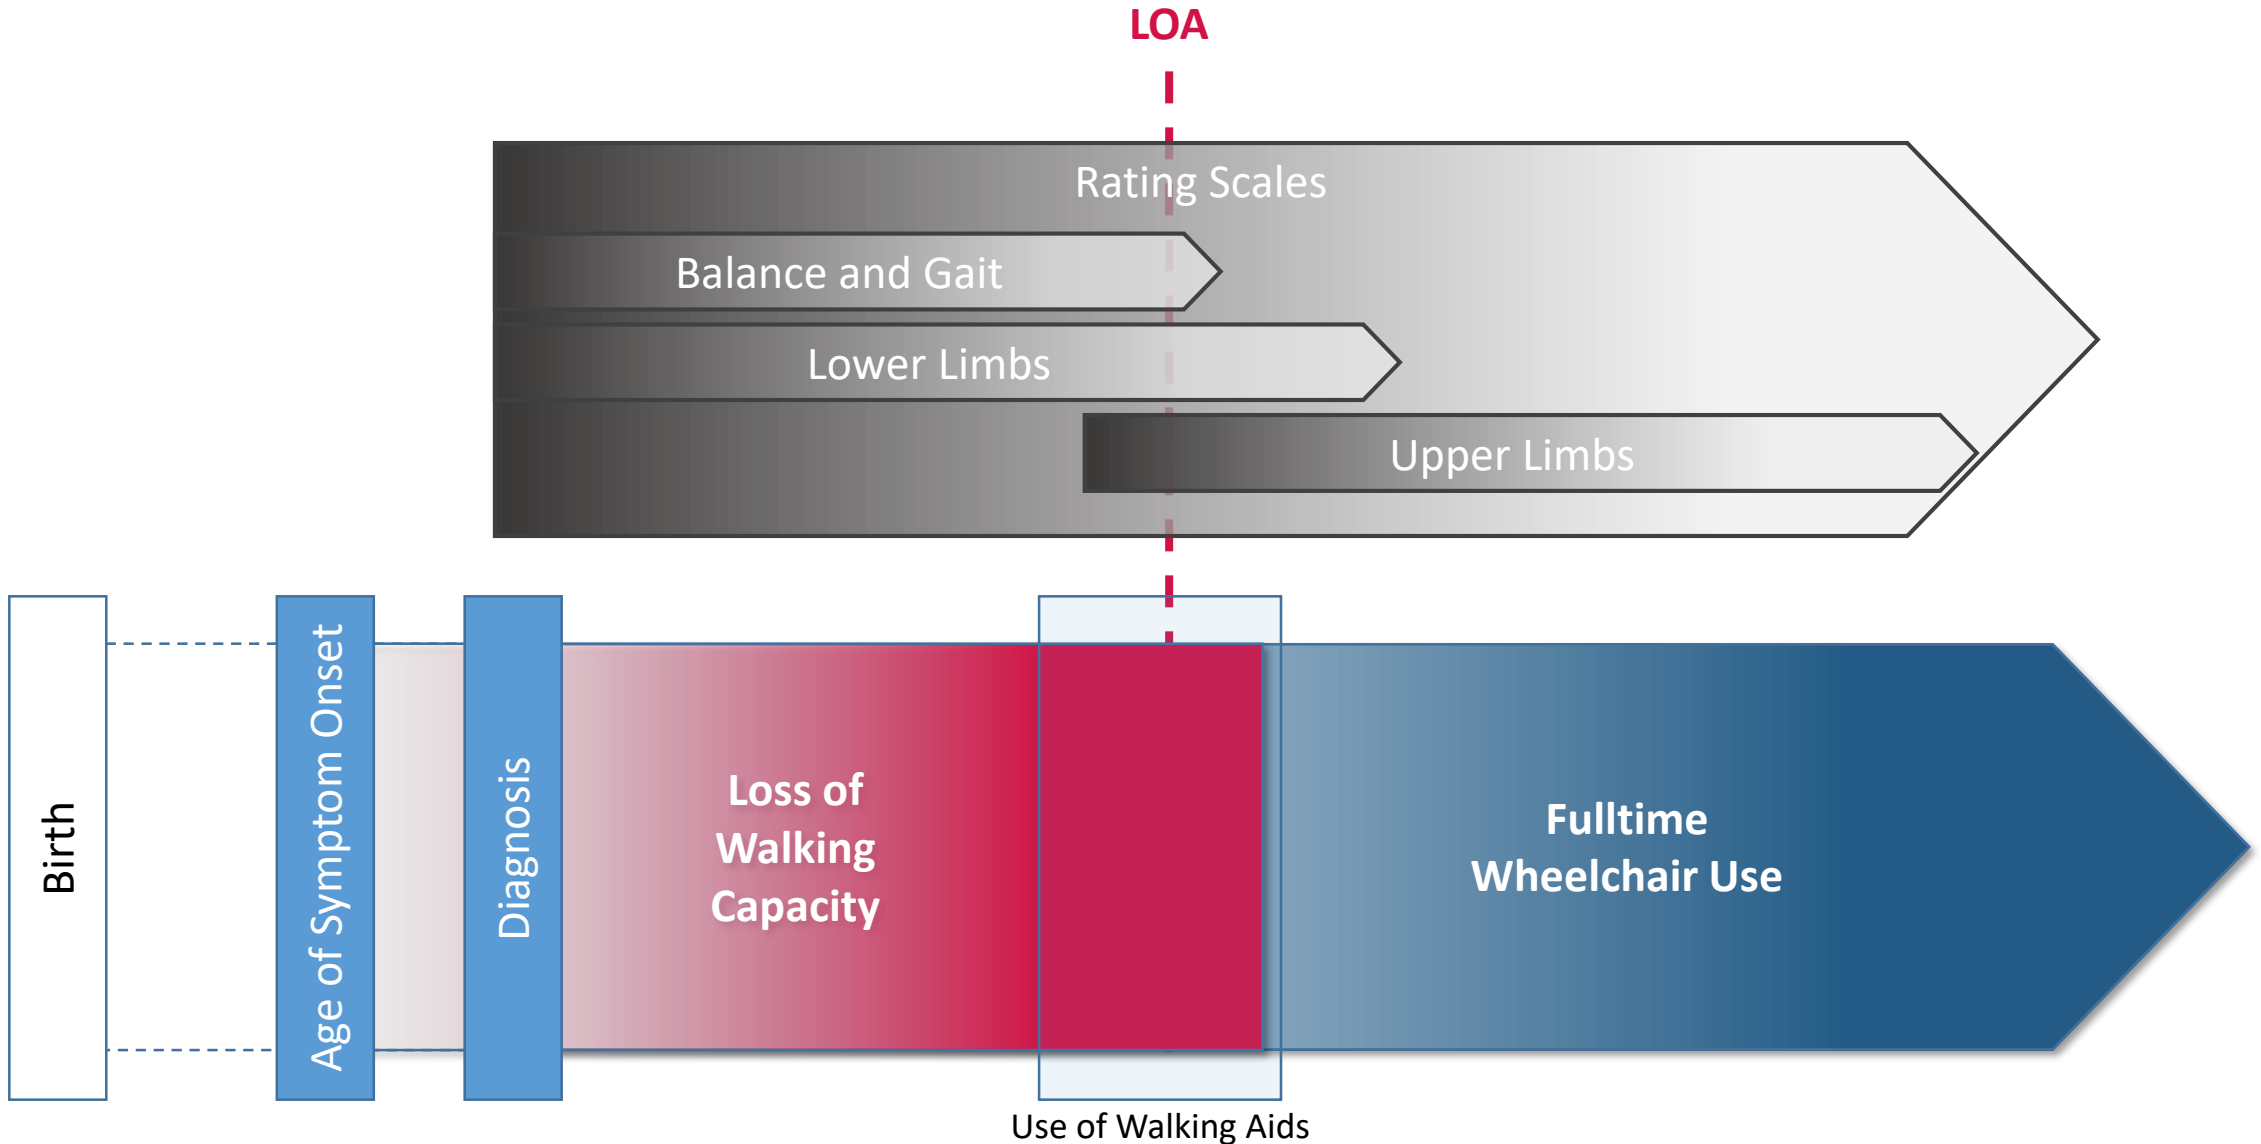 LOA
Rating Scales
Balance and Gait
Lower Limbs
Upper Limbs
Birth
Age of Symptom Onset
Diagnosis
Loss of
Walking
Capacity
Fulltime
Wheelchair Use
Use of Walking Aids